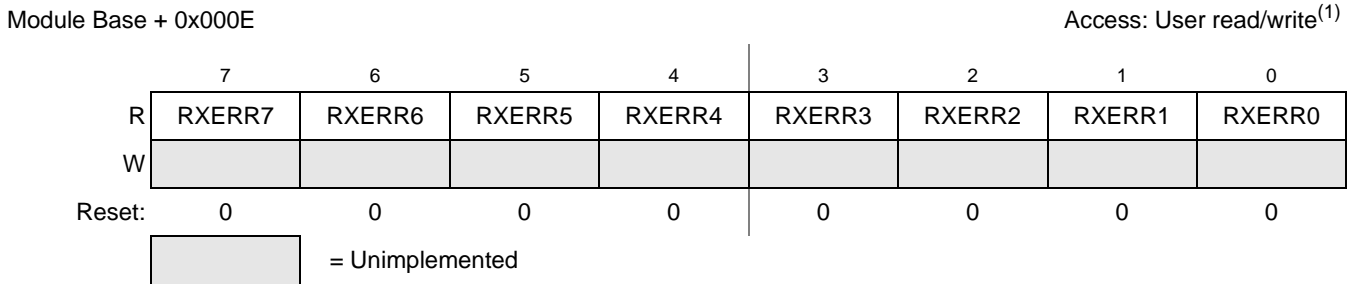 Module Base + 0x000E Access: User read/write(1)
7 6 5 4 3 2 1 0
R RXERR7 RXERR6 RXERR5 RXERR4 RXERR3 RXERR2 RXERR1 RXERR0
W
Reset: 0 0 0 0 0 0 0 0
= Unimplemented